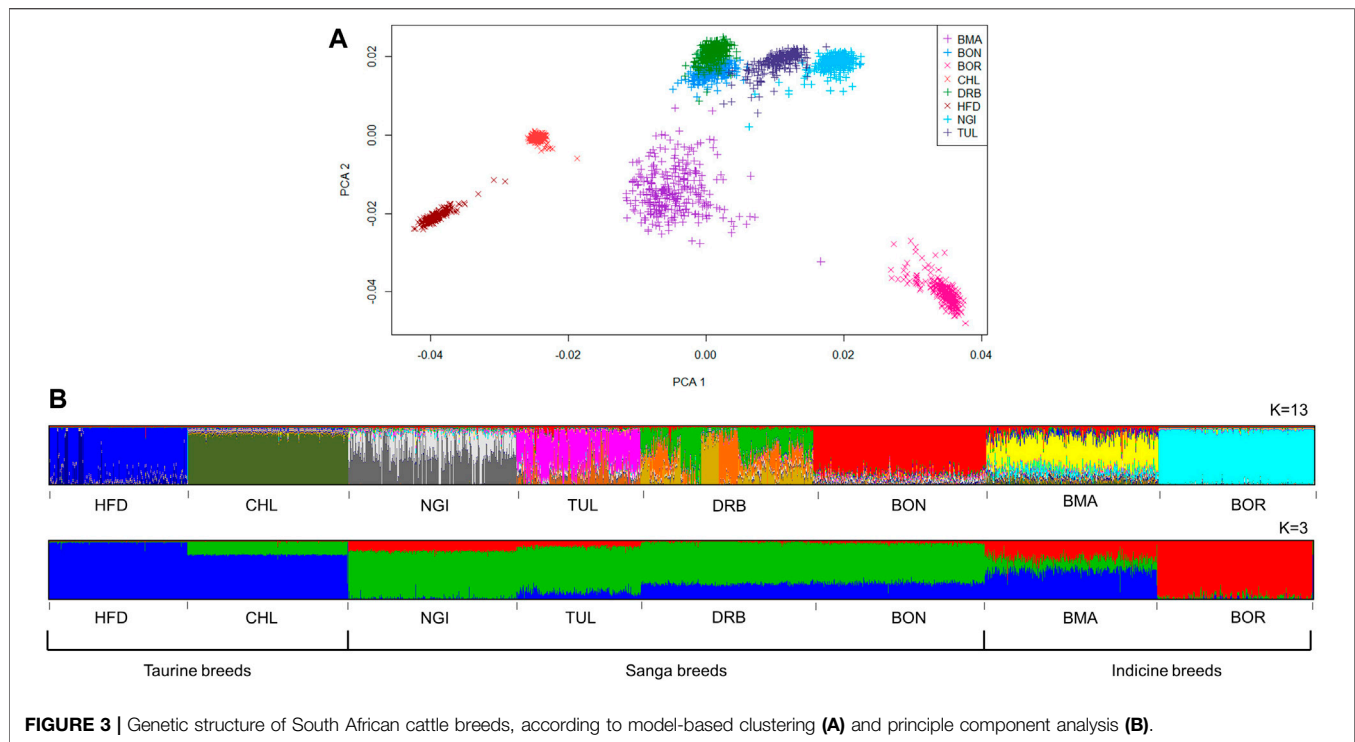 A
0.02
0.00
-0.02
-0.04
PCA 2
BMA
BON
BOR
CHL
DRB
HFD
NGI
TUL
-0.04 -0.02 0.00 0.02 0.04
PCA 1
B
K=13
HFD CHL NGI TUL DRB BON BMA BOR
K=3
HFD CHL NGI TUL DRB BON BMA BOR
Taurine breeds Sanga breeds Indicine breeds
FIGURE 3 | Genetic structure of South African cattle breeds, according to model-based clustering (A) and principle component analysis (B).